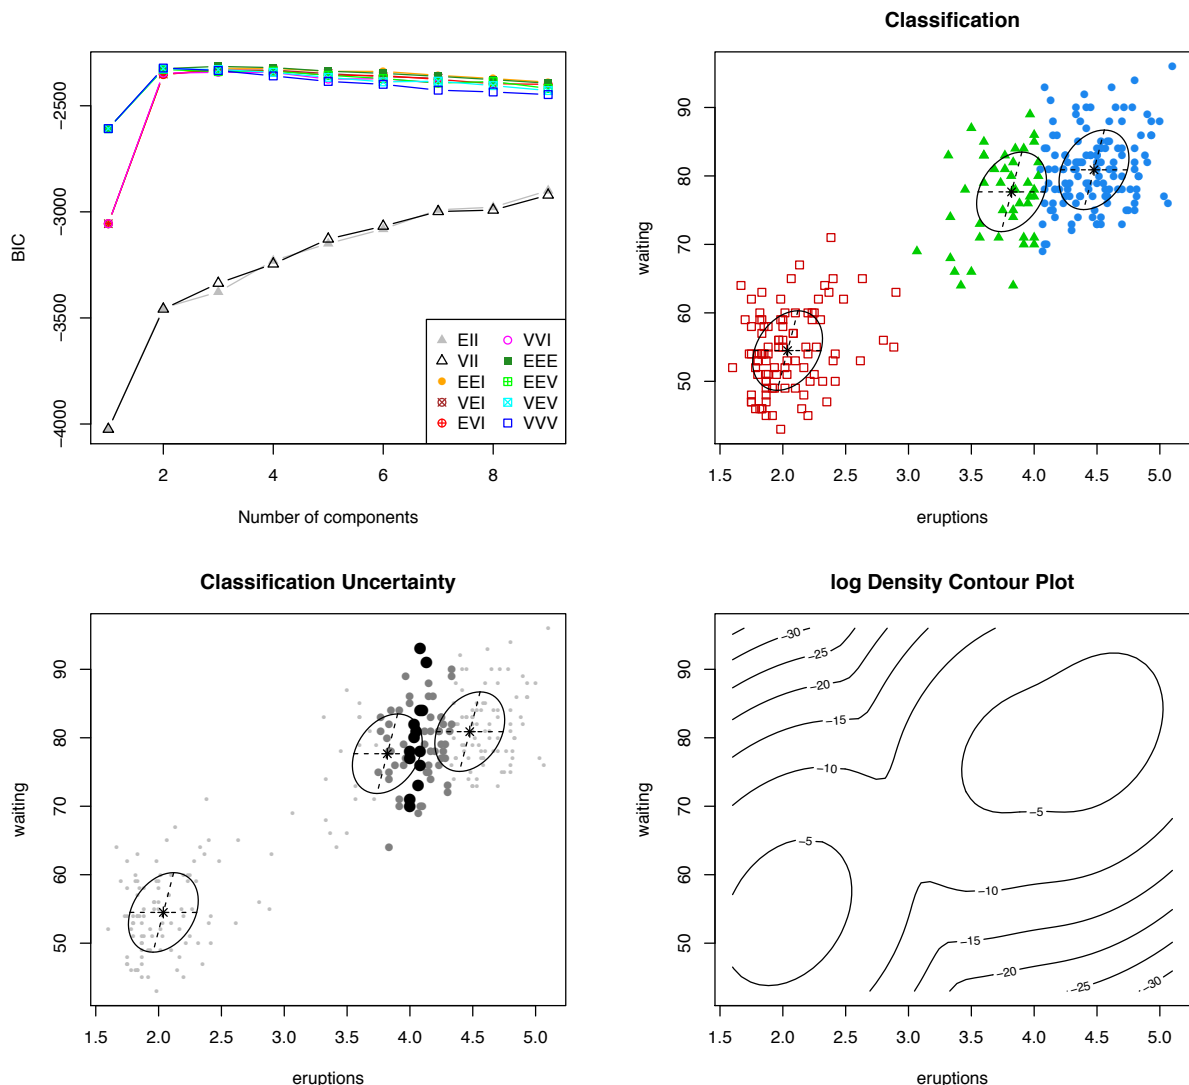 BIC
−2500
−3000
−3500
−4000
2 4 6 8
Number of components
EII VVI
VII EEE
EEI EEV
VEI VEV
EVI VVV
Classification
waiting
90
80
70
60
50
1.5 2.0 2.5 3.0 3.5 4.0 4.5 5.0
eruptions
Classification Uncertainty
waiting
90
80
70
60
50
1.5 2.0 2.5 3.0 3.5 4.0 4.5 5.0
eruptions
log Density Contour Plot
waiting
90
80
70
60
50
−30
−25
−20
−15
−10
−5
−5
−10
−15
−20
−25
−30
1.5 2.0 2.5 3.0 3.5 4.0 4.5 5.0
eruptions